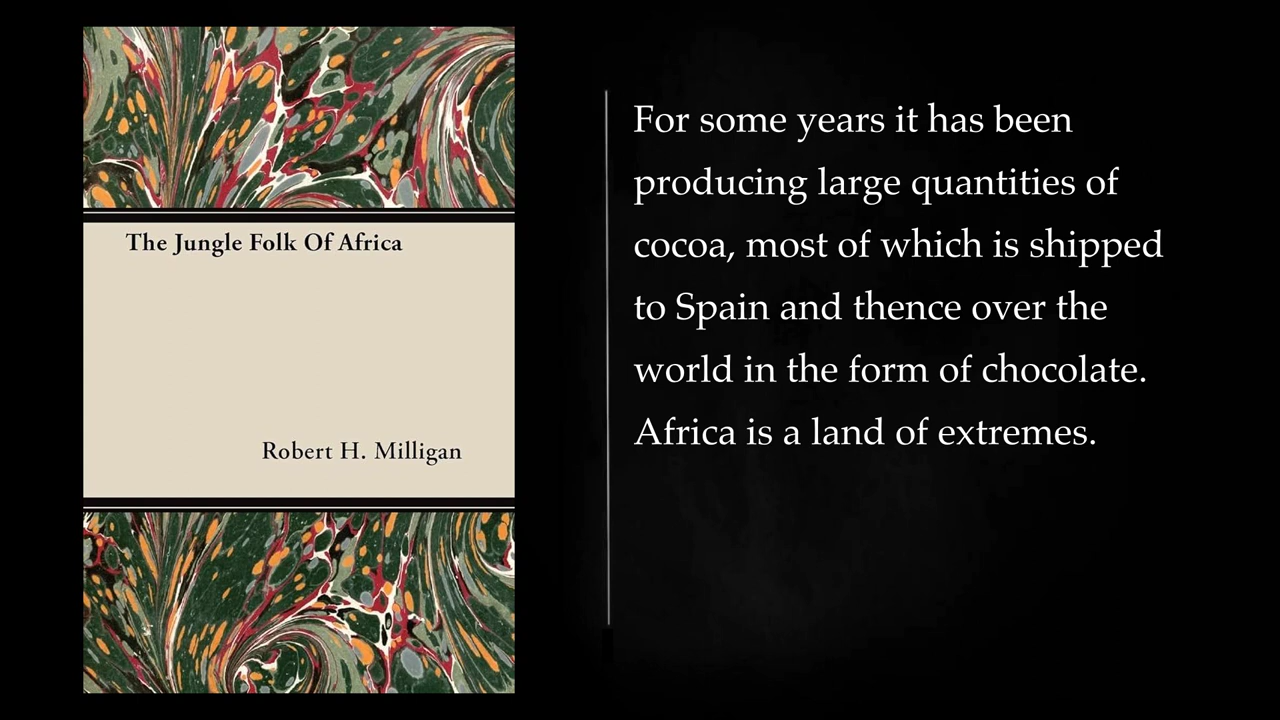 The Jungle Folk Of Africa
Robert H. Milligan
For some years it has been
producing large quantities of
cocoa, most of which is shipped
to Spain and thence over the
world in the form of chocolate.
Africa is a land of extremes.